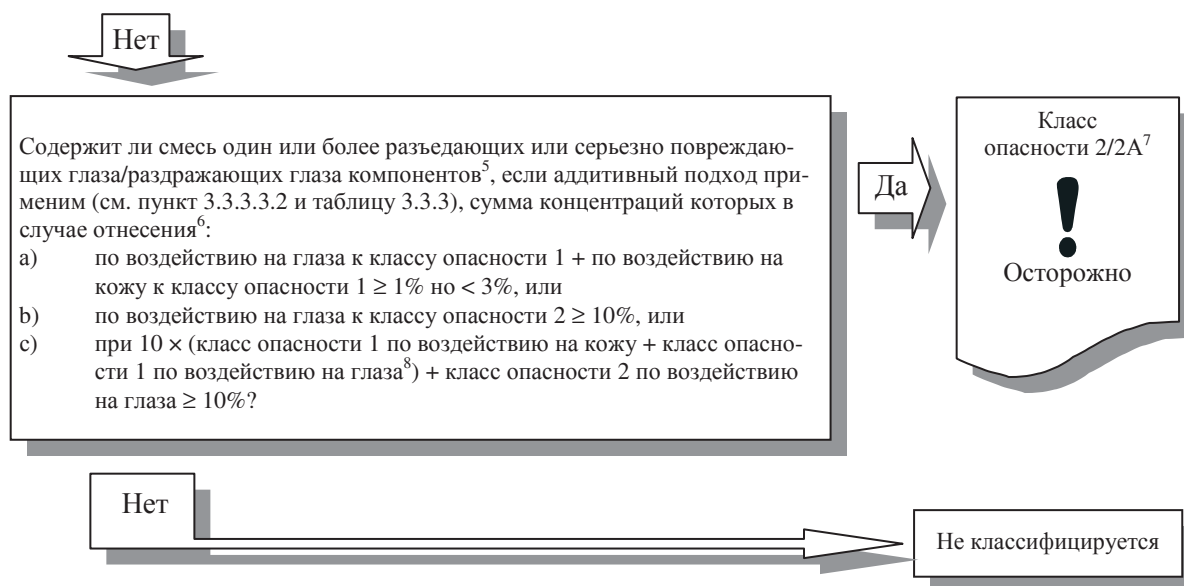 Нет
Содержит ли смесь один или более разъедающих или серьезно повреждаю-
щих глаза/раздражающих глаза компонентов⁵, если аддитивный подход при-
меним (см. пункт 3.3.3.3.2 и таблицу 3.3.3), сумма концентраций которых в
случае отнесения⁶:
a) по воздействию на глаза к классу опасности 1 + по воздействию на
кожу к классу опасности 1 ≥ 1% но < 3%, или
b) по воздействию на глаза к классу опасности 2 ≥ 10%, или
c) при 10 × (класс опасности 1 по воздействию на кожу + класс опасно-
сти 1 по воздействию на глаза⁸) + класс опасности 2 по воздействию
на глаза ≥ 10%?
Да
Класс
опасности 2/2A⁷
!
Осторожно
Нет
Не классифицируется